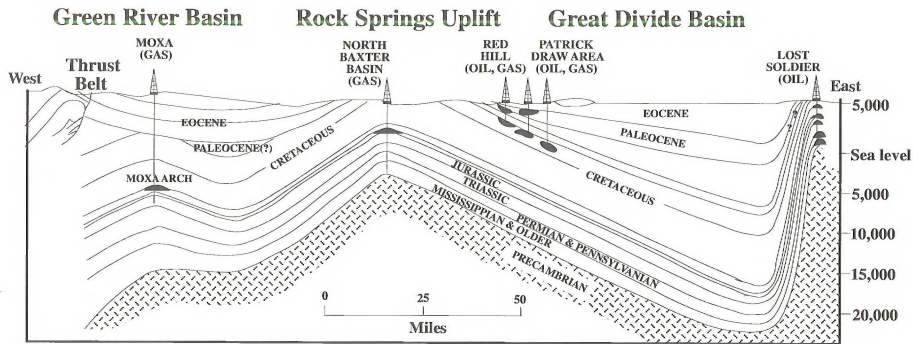 Green River Basin
Rock Springs Uplift
Great Divide Basin
MOXA
(GAS)
NORTH
BAXTER
BASIN
(GAS)
RED
HILL
(OIL, GAS)
PATRICK
DRAW AREA
(OIL, GAS)
LOST
SOLDIER
(OIL)
West
Thrust
Belt
East
5,000
EOCENE
PALEOCENE(?)
CRETACEOUS
MOXA ARCH
EOCENE
PALEOCENE
CRETACEOUS
? ?
Sea level
JURASSIC
TRIASSIC
PERMIAN & PENNSYLVANIAN
MISSISSIPPIAN
& OLDER
PRECAMBRIAN
5,000
10,000
15,000
20,000
0 25 50
Miles